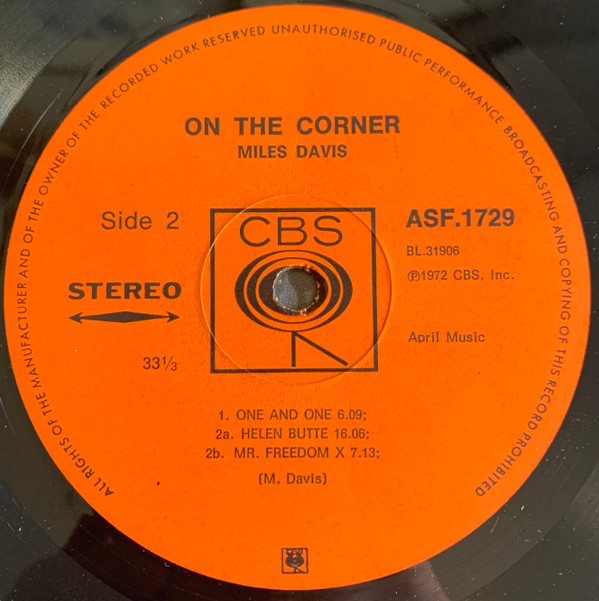 ALL RIGHTS OF THE MANUFACTURER AND OF THE OWNER OF THE RECORDED WORK RESERVED UNAUTHORISED PUBLIC PERFORMANCE BROADCASTING AND COPYING OF THIS RECORD PROHIBITED
ON THE CORNER
MILES DAVIS
Side 2
CBS
ASF.1729
BL.31906
℗1972 CBS, Inc.
STEREO
33 1/3
April Music
1. ONE AND ONE 6.09;
2a. HELEN BUTTE 16.06;
2b. MR. FREEDOM X 7.13;
(M. Davis)